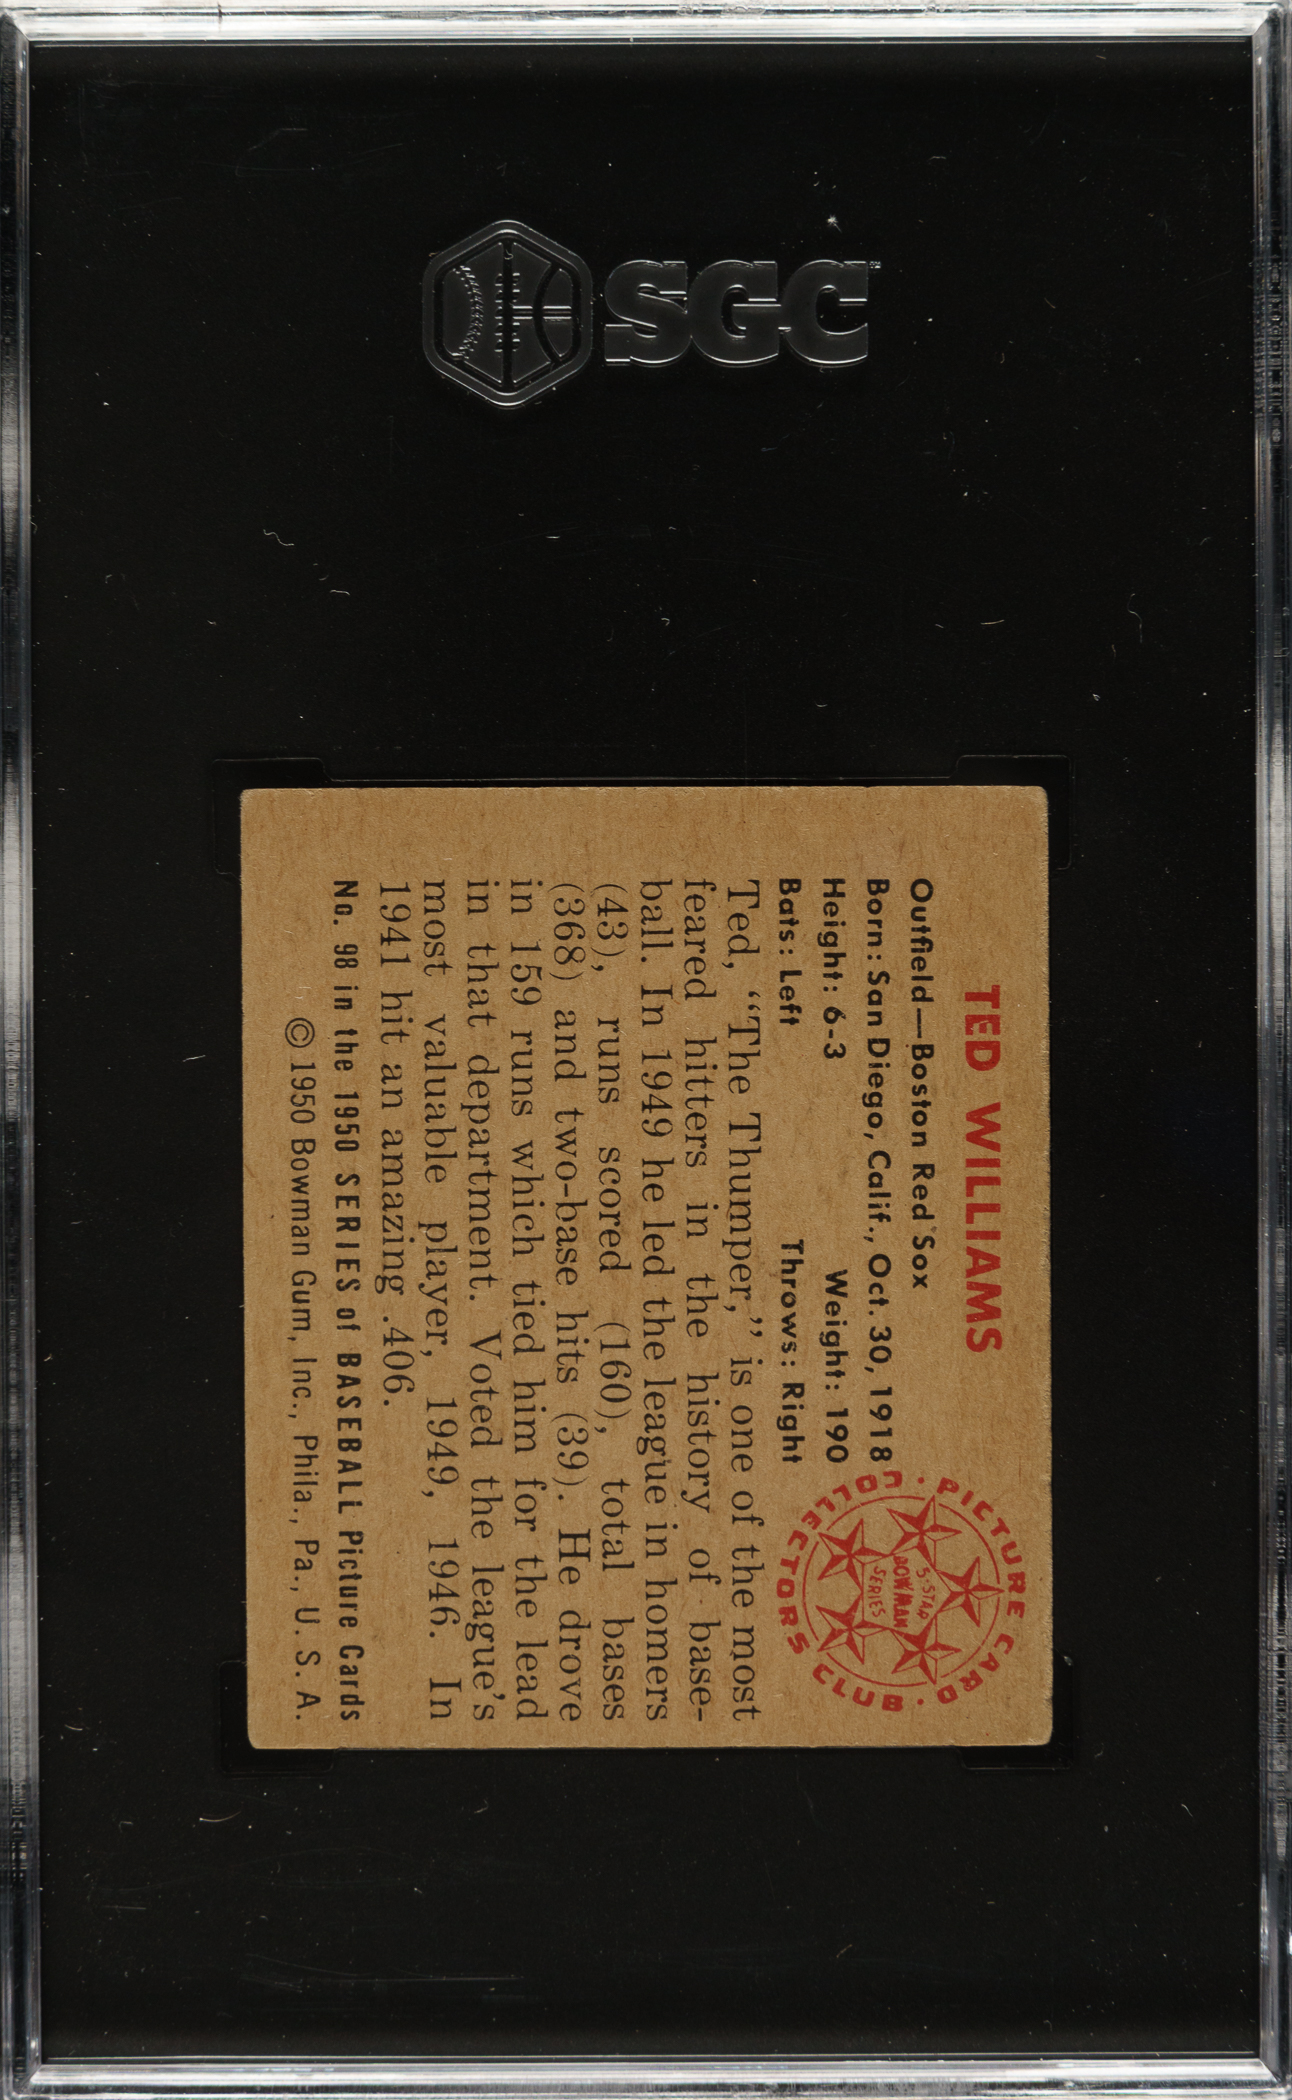 SGC
TED WILLIAMS
Outfield—Boston Red Sox
Born: San Diego, Calif., Oct. 30, 1918
Height: 6-3 Weight: 190
Bats: Left Throws: Right
PICTURE CARD · COLLECTORS CLUB ·
5-STAR
BOWMAN
SERIES
Ted, “The Thumper,” is one of the most
feared hitters in the history of base-
ball. In 1949 he led the league in homers
(43), runs scored (160), total bases
(368) and two-base hits (39). He drove
in 159 runs which tied him for the lead
in that department. Voted the league's
most valuable player, 1949, 1946. In
1941 hit an amazing .406.
No. 98 in the 1950 SERIES of BASEBALL Picture Cards
© 1950 Bowman Gum, Inc., Phila., Pa., U. S. A.